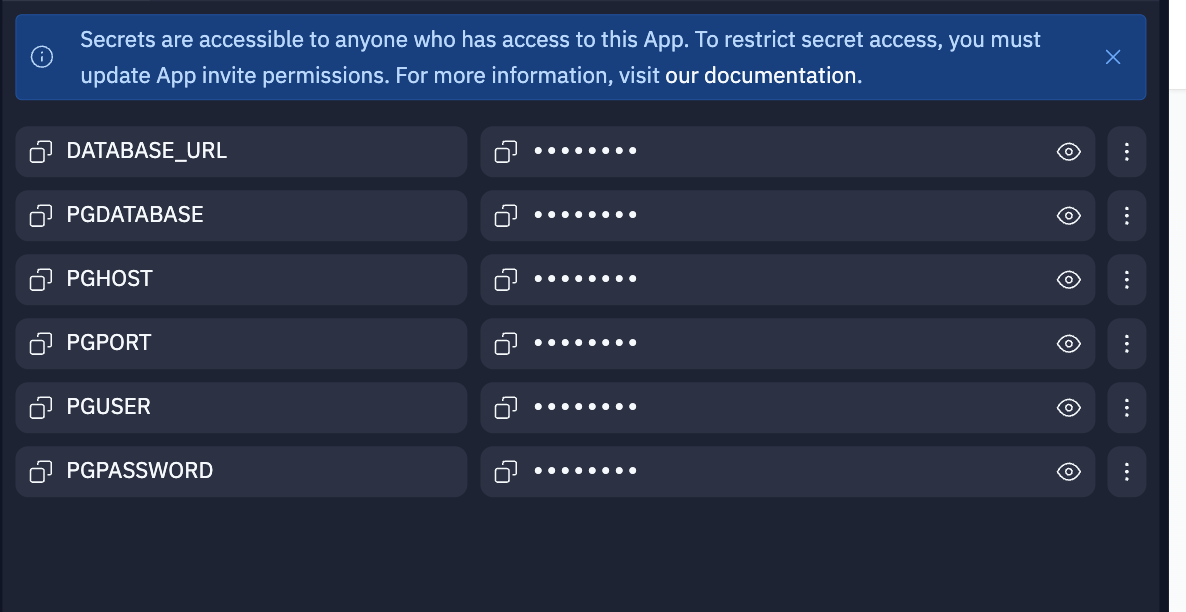 Secrets are accessible to anyone who has access to this App. To restrict secret access, you must
update App invite permissions. For more information, visit our documentation.
DATABASE_URL ••••••••
PGDATABASE ••••••••
PGHOST ••••••••
PGPORT ••••••••
PGUSER ••••••••
PGPASSWORD ••••••••